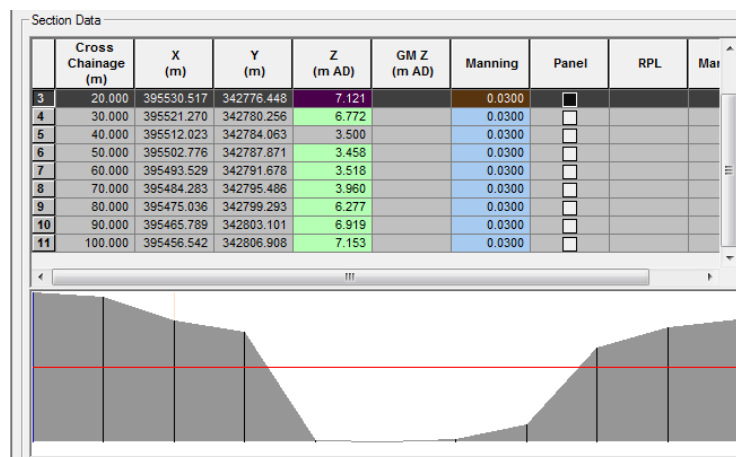 Section Data
Cross Chainage (m) X (m) Y (m) Z (m AD) GM Z (m AD) Manning Panel RPL Mar
3 20.000 395530.517 342776.448 7.121 0.0300
4 30.000 395521.270 342780.256 6.772 0.0300
5 40.000 395512.023 342784.063 3.500 0.0300
6 50.000 395502.776 342787.871 3.458 0.0300
7 60.000 395493.529 342791.678 3.518 0.0300
8 70.000 395484.283 342795.486 3.960 0.0300
9 80.000 395475.036 342799.293 6.277 0.0300
10 90.000 395465.789 342803.101 6.919 0.0300
11 100.000 395456.542 342806.908 7.153 0.0300